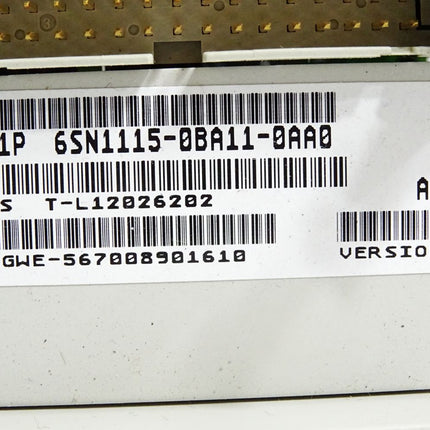 1P 6SN1115-0BA11-0AA0
S T-L12026202
A
GWE-567008901610
VERSIO